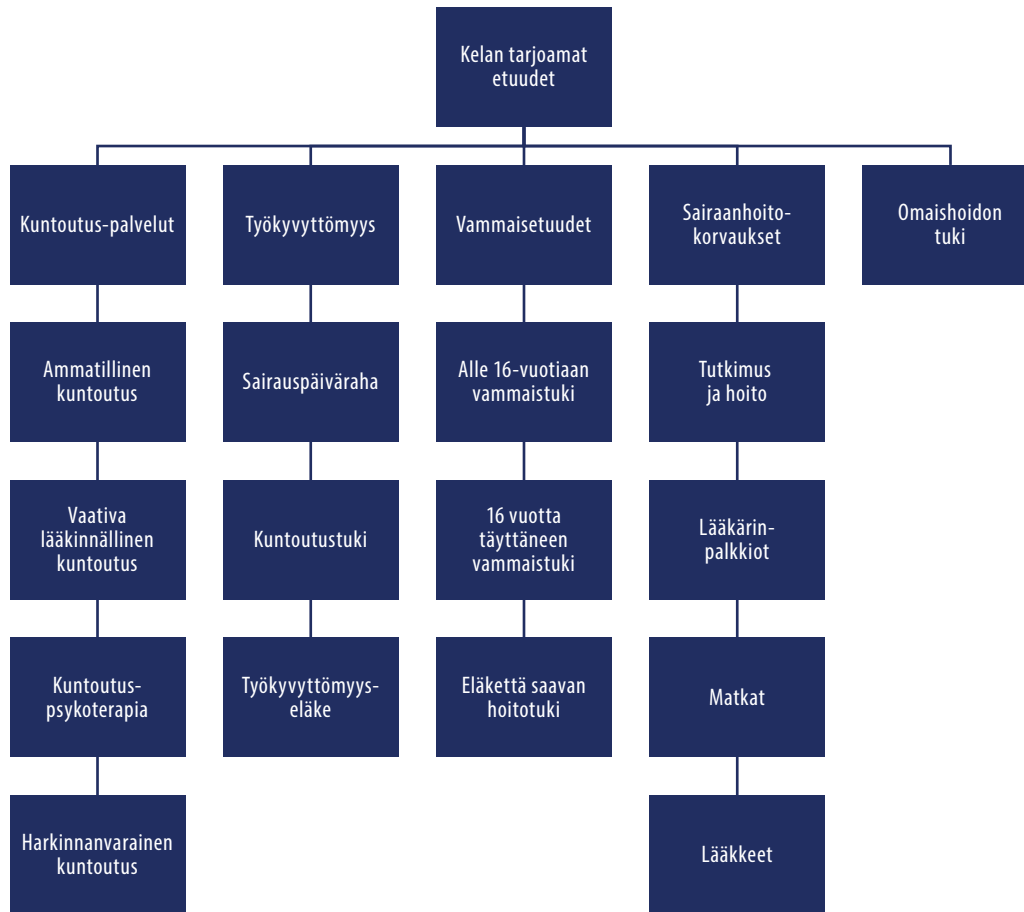 Kelan tarjoamat
etuudet
Kuntoutus-palvelut
Työkyvyttömyys
Vammaisetuudet
Sairaanhoito-
korvaukset
Omaishoidon
tuki
Ammatillinen
kuntoutus
Sairauspäiväraha
Alle 16-vuotiaan
vammaistuki
Tutkimus
ja hoito
Vaativa
lääkinnällinen
kuntoutus
Kuntoutustuki
16 vuotta
täyttäneen
vammaistuki
Lääkärin-
palkkiot
Kuntoutus-
psykoterapia
Työkyvyttömyys-
eläke
Eläkettä saavan
hoitotuki
Matkat
Harkinnanvarainen
kuntoutus
Lääkkeet